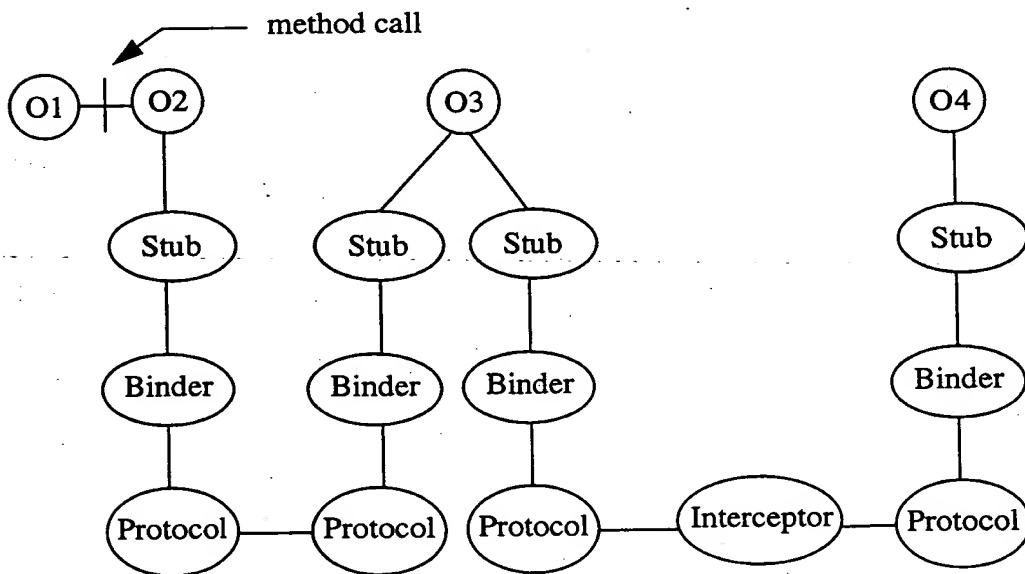 method call
O1
O2
O3
O4
Stub
Stub
Stub
Stub
Binder
Binder
Binder
Binder
Protocol
Protocol
Protocol
Interceptor
Protocol